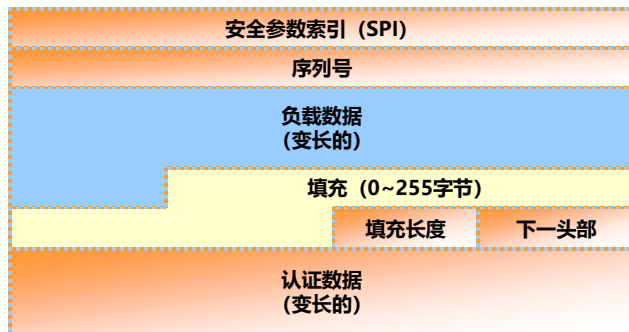 安全参数索引（SPI）
序列号
负载数据
(变长的)
填充（0~255字节）
填充长度
下一头部
认证数据
(变长的)